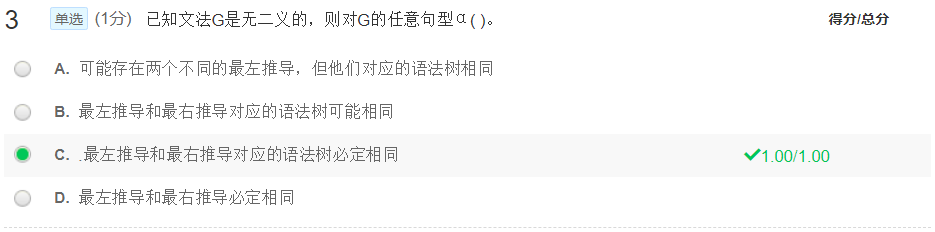 3 单选 (1分) 已知文法G是无二义的，则对G的任意句型α( )。 得分/总分
A. 可能存在两个不同的最左推导，但他们对应的语法树相同
B. 最左推导和最右推导对应的语法树可能相同
C. .最左推导和最右推导对应的语法树必定相同 1.00/1.00
D. 最左推导和最右推导必定相同